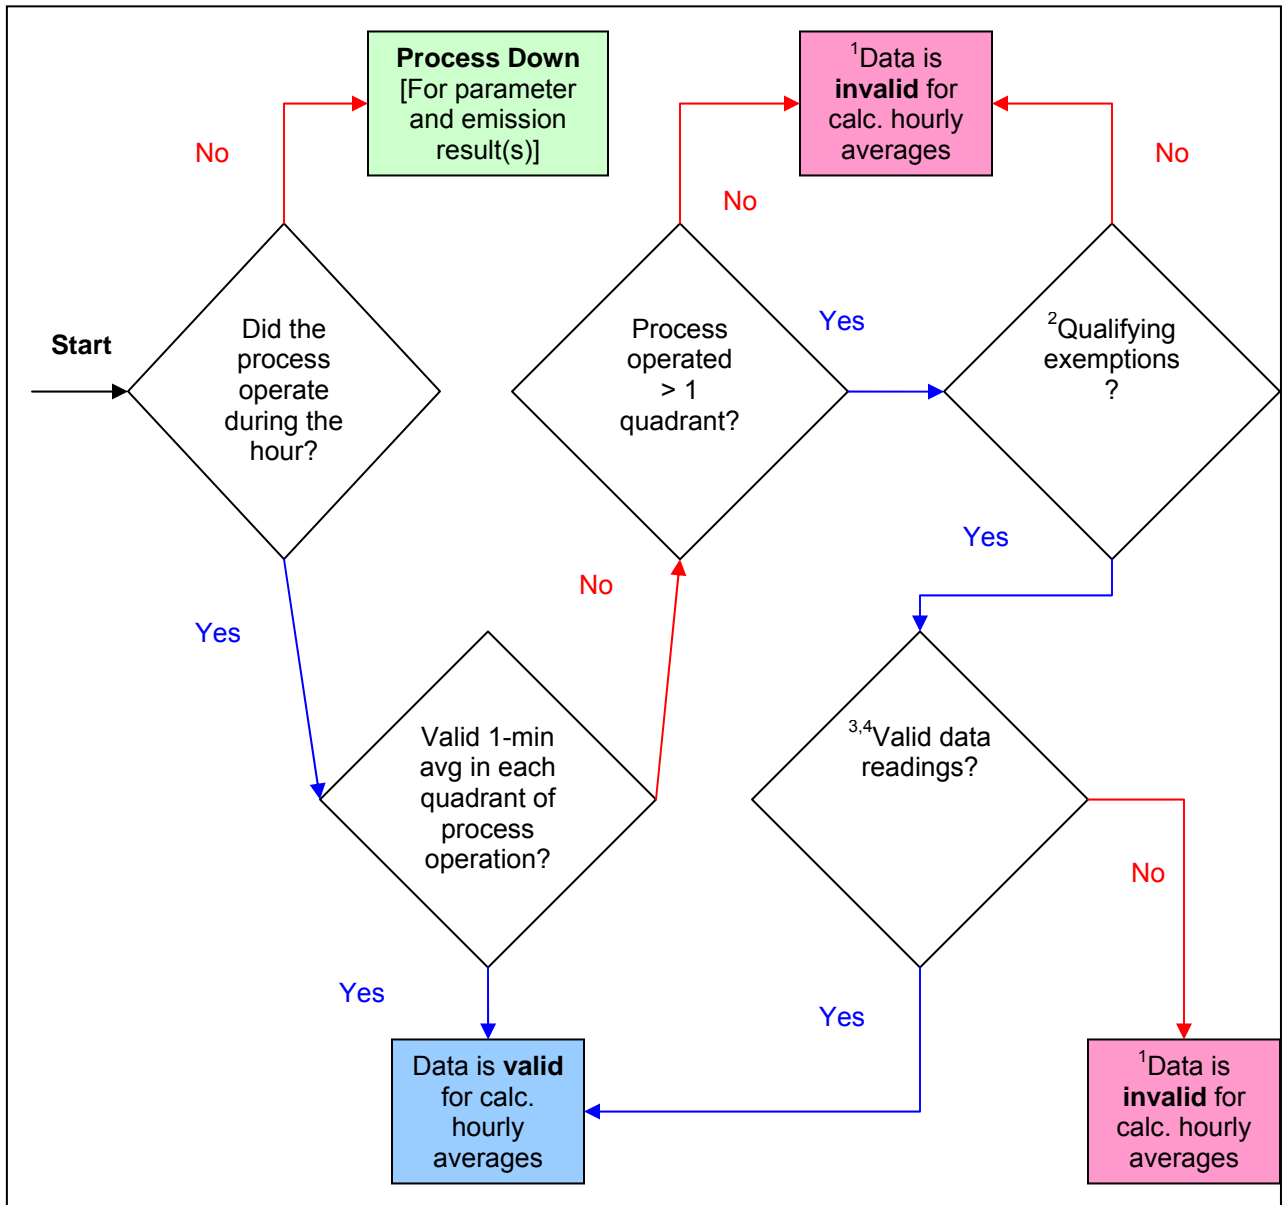 Process Down
[For parameter
and emission
result(s)]
¹Data is
invalid for
calc. hourly
averages
No
No
No
Start
Did the
process
operate
during the
hour?
Process
operated
> 1
quadrant?
Yes
²Qualifying
exemptions
?
Yes
No
Yes
Valid 1-min
avg in each
quadrant of
process
operation?
³,⁴Valid data
readings?
No
Yes
Yes
Data is valid
for calc.
hourly
averages
¹Data is
invalid for
calc. hourly
averages